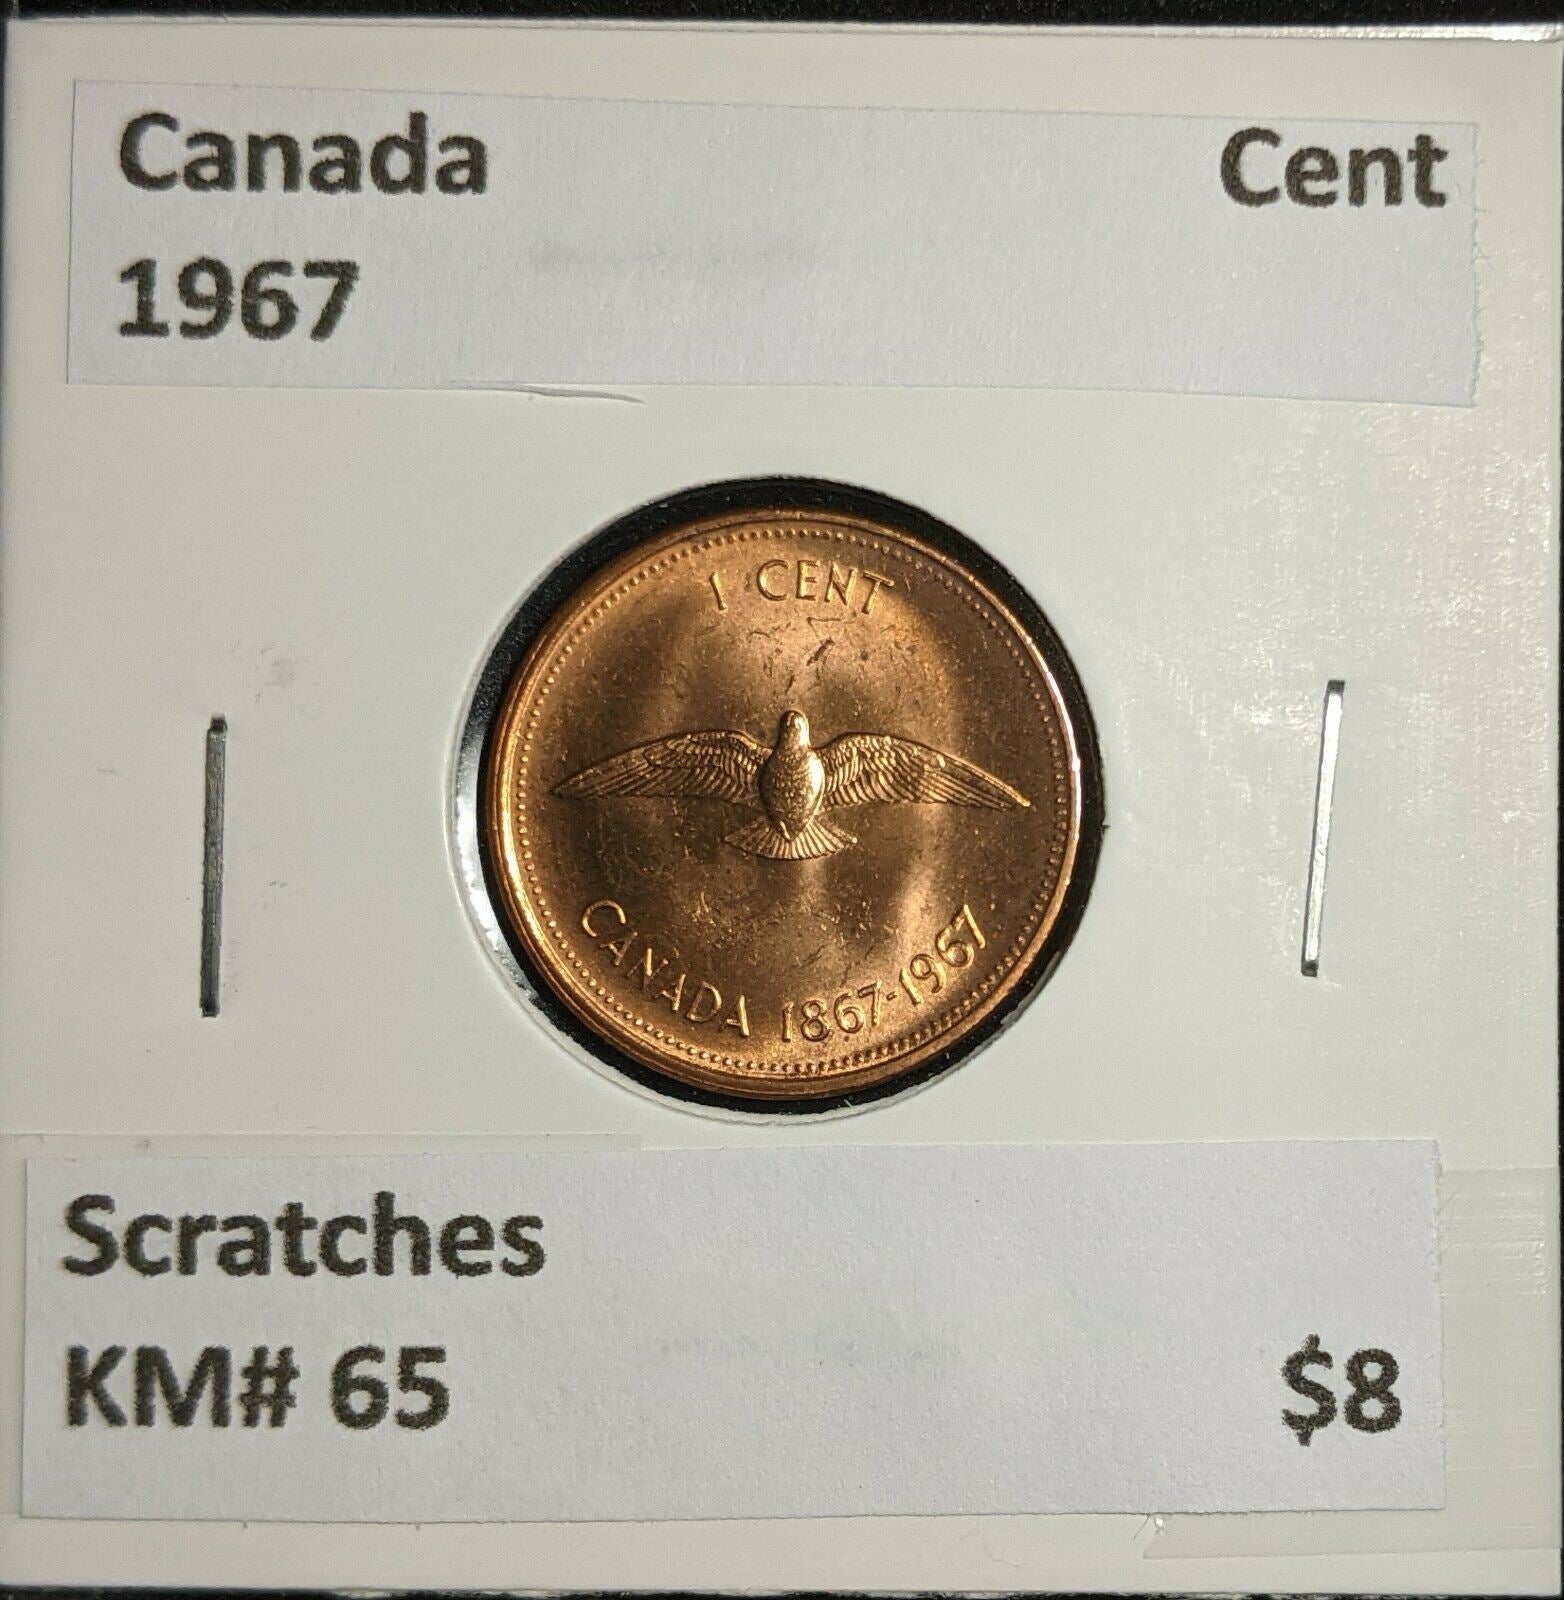 Canada Cent
1967
1 CENT
CANADA 1867-1967
Scratches
KM# 65 $8